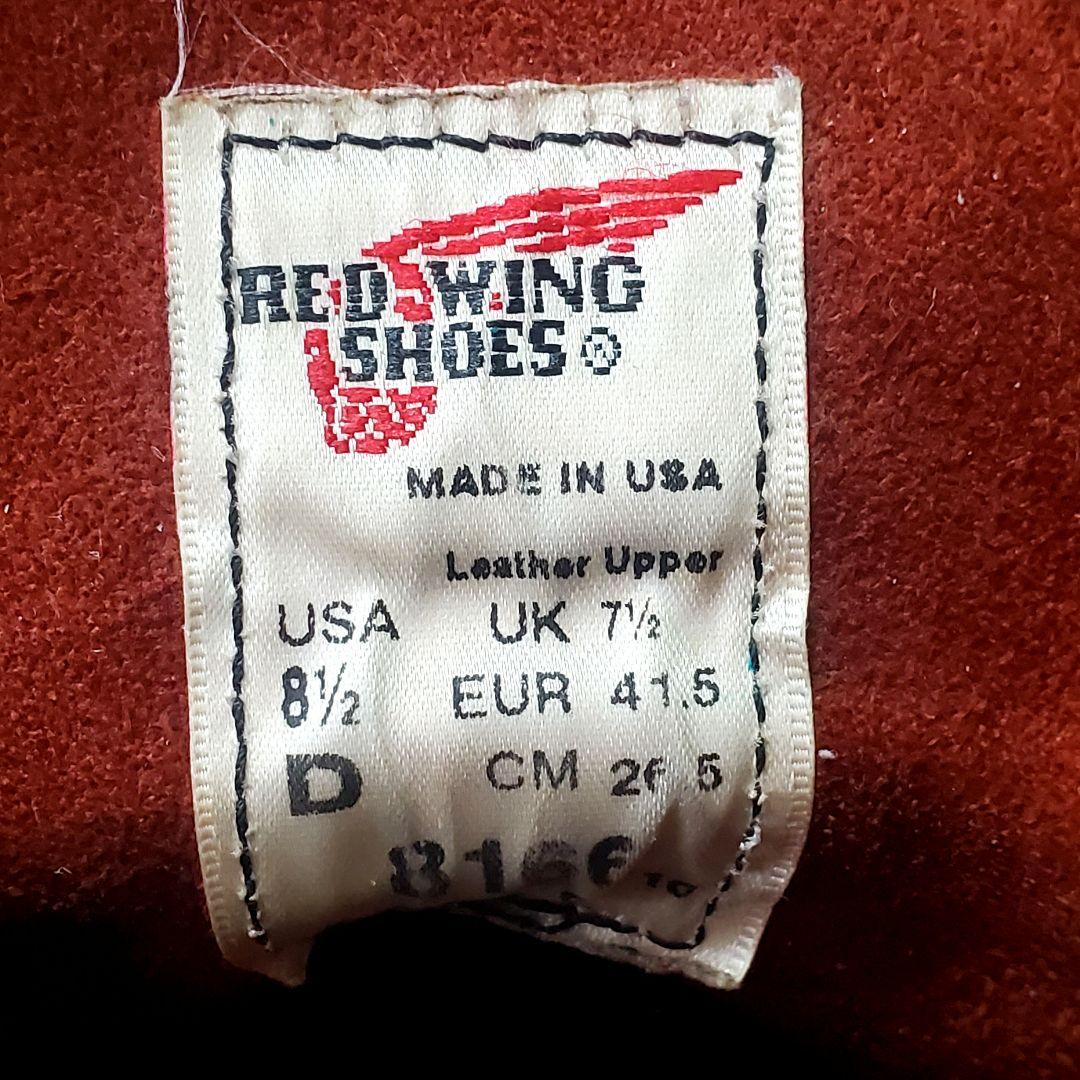 RED WING
SHOES ®
MADE IN USA
Leather Upper
USA UK 7½
8½ EUR 41.5
D CM 26.5
8166